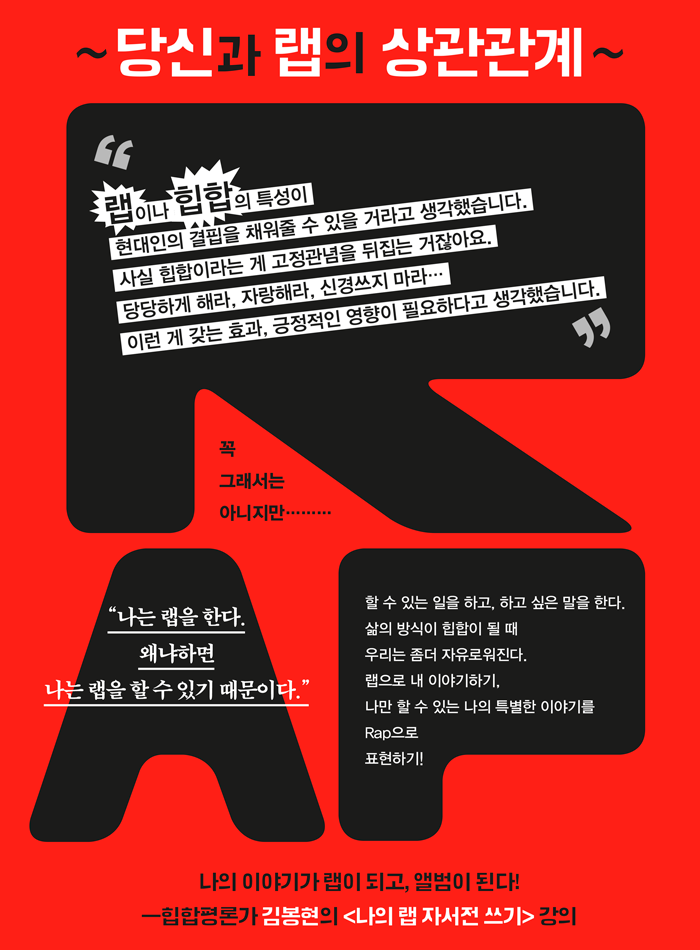 ~당신과 랩의 상관관계~
“
랩이나 힙합의 특성이
현대인의 결핍을 채워줄 수 있을 거라고 생각했습니다.
사실 힙합이라는 게 고정관념을 뒤집는 거잖아요.
당당하게 해라, 자랑해라, 신경쓰지 마라…
이런 게 갖는 효과, 긍정적인 영향이 필요하다고 생각했습니다.
”
꼭
그래서는
아니지만………
“나는 랩을 한다.
왜냐하면
나는 랩을 할 수 있기 때문이다.”
할 수 있는 일을 하고, 하고 싶은 말을 한다.
삶의 방식이 힙합이 될 때
우리는 좀더 자유로워진다.
랩으로 내 이야기하기,
나만 할 수 있는 나의 특별한 이야기를
Rap으로
표현하기!
RAP
나의 이야기가 랩이 되고, 앨범이 된다!
—힙합평론가 김봉현의 <나의 랩 자서전 쓰기> 강의